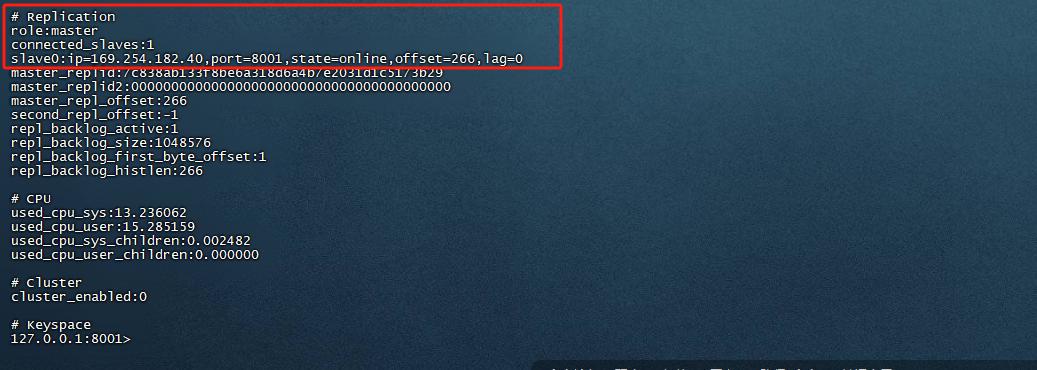 # Replication
role:master
connected_slaves:1
slave0:ip=169.254.182.40,port=8001,state=online,offset=266,lag=0
master_replid:7c838ab133f8be6a318d6a4b7e2031d1c5173b29
master_replid2:0000000000000000000000000000000000000000
master_repl_offset:266
second_repl_offset:-1
repl_backlog_active:1
repl_backlog_size:1048576
repl_backlog_first_byte_offset:1
repl_backlog_histlen:266
# CPU
used_cpu_sys:13.236062
used_cpu_user:15.285159
used_cpu_sys_children:0.002482
used_cpu_user_children:0.000000
# Cluster
cluster_enabled:0
# Keyspace
127.0.0.1:8001>